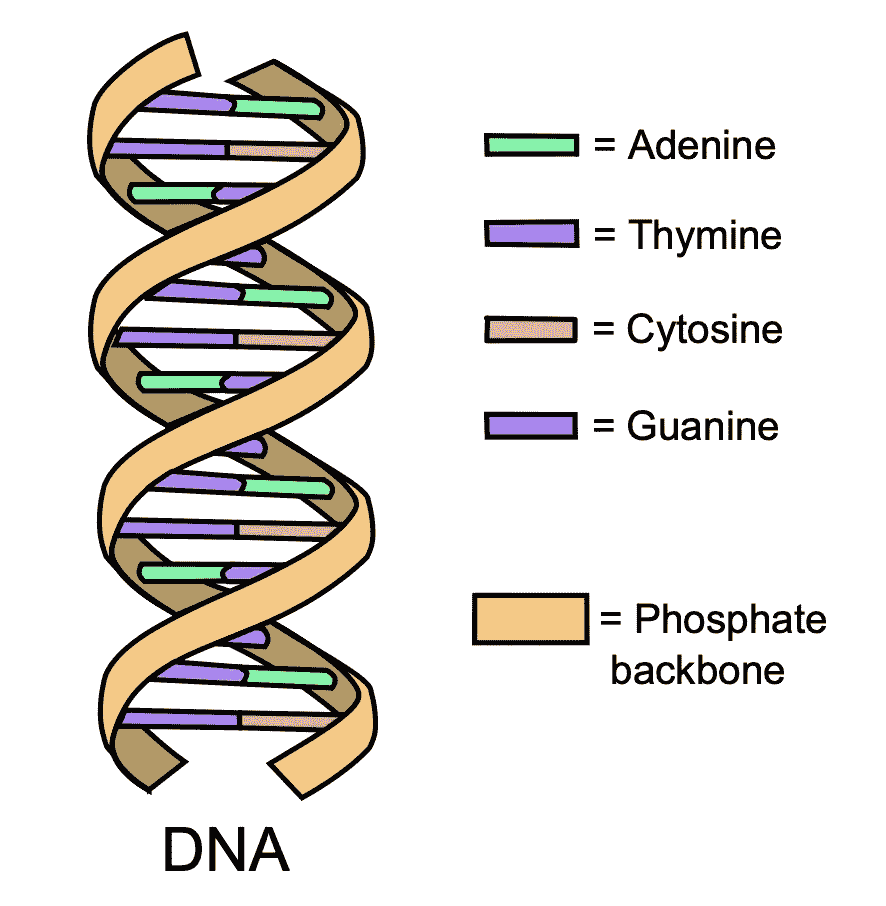 = Adenine
= Thymine
= Cytosine
= Guanine
= Phosphate
backbone
DNA